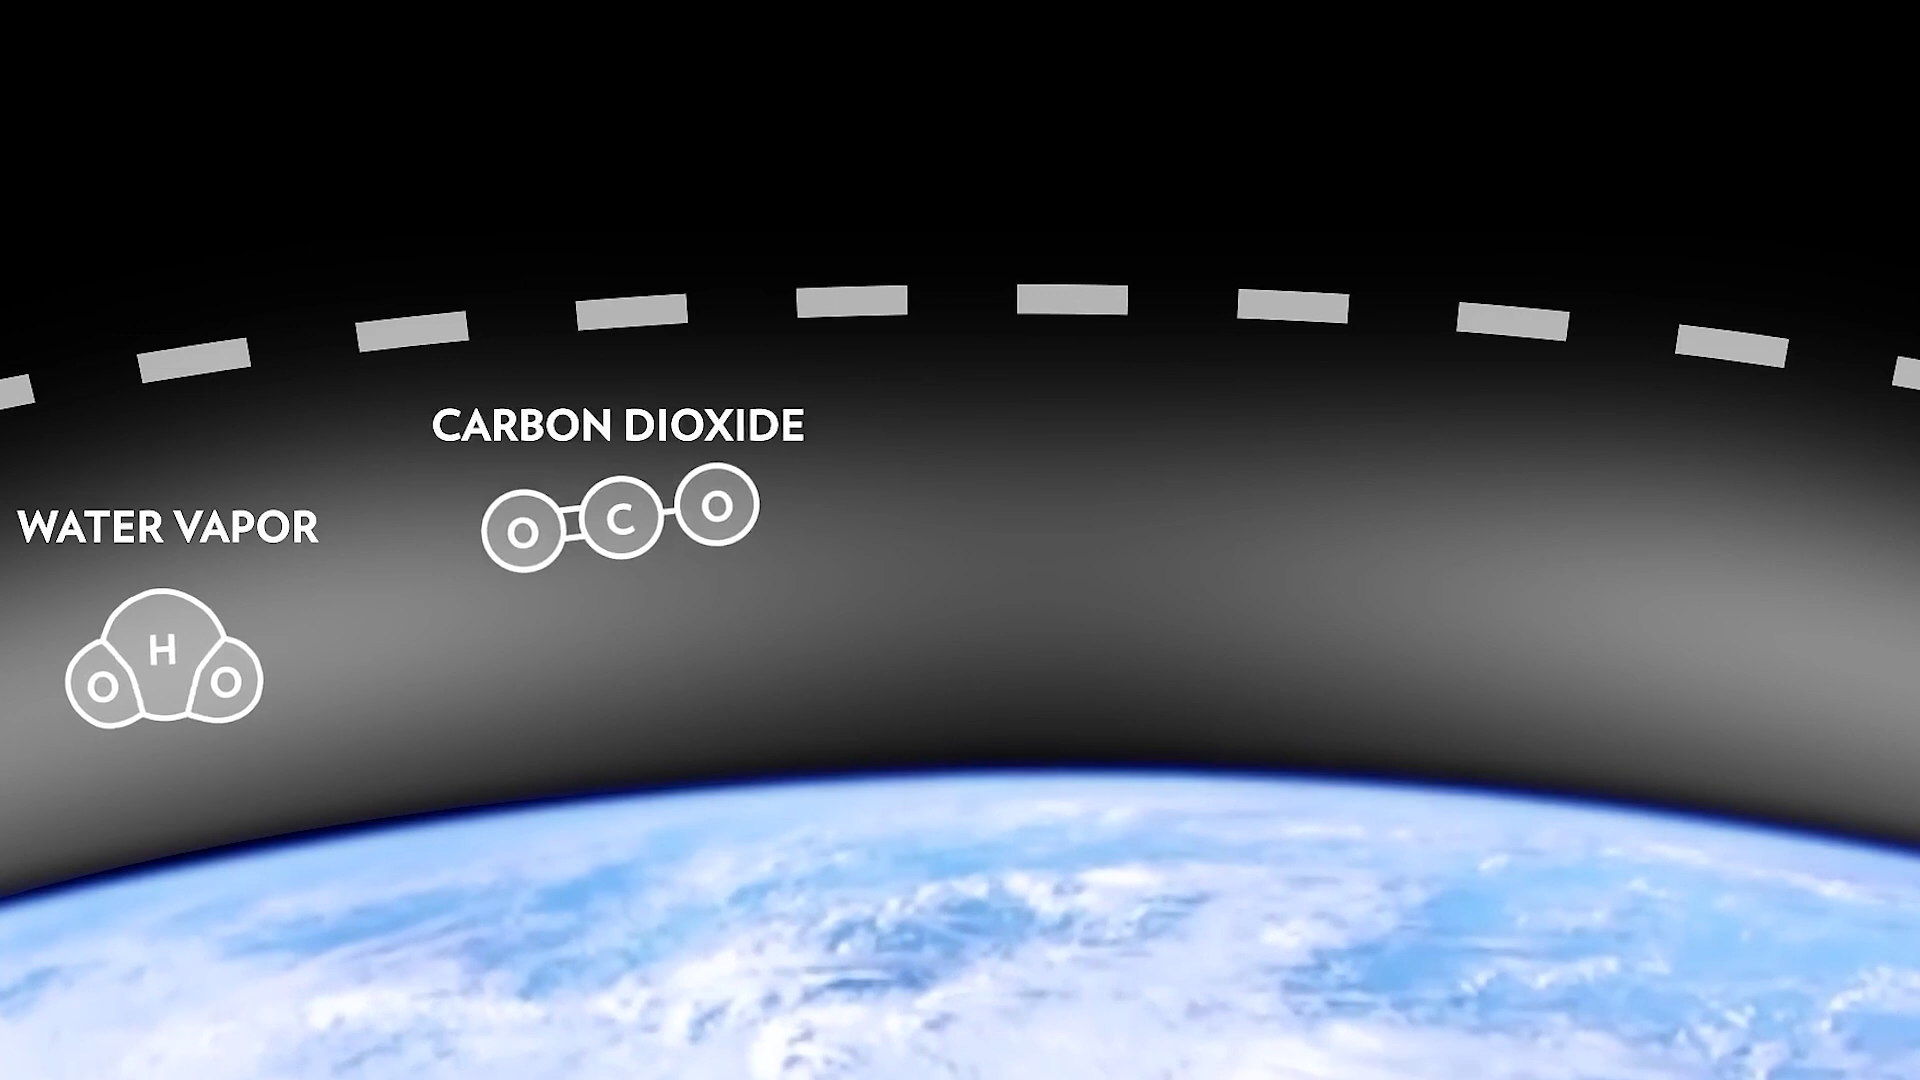 CARBON DIOXIDE
O C O
WATER VAPOR
H
O O